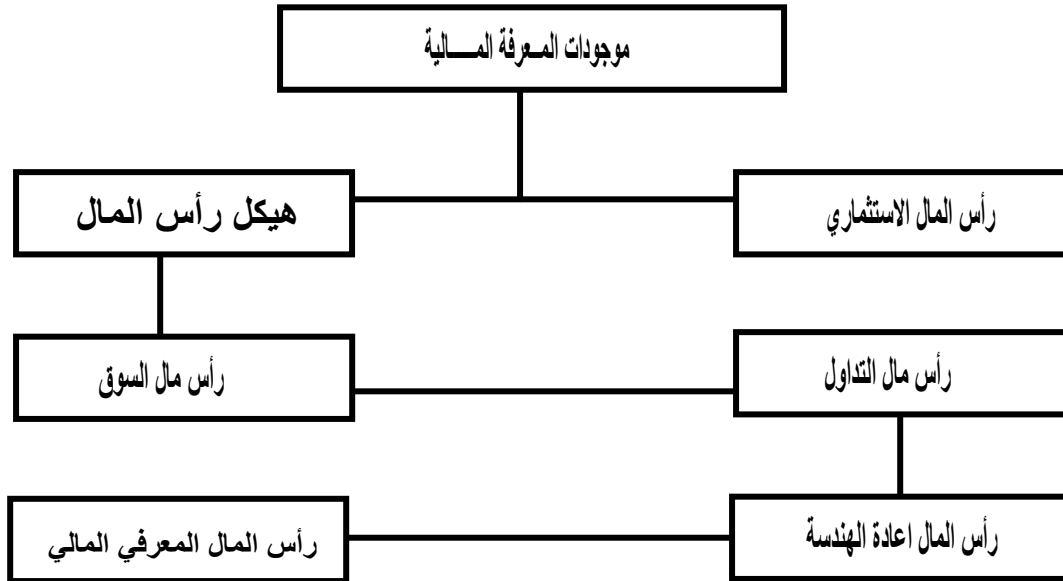 موجودات المـعرفة المـــالية
رأس المال الاستثماري
هيكل رأس المال
رأس مال التداول
رأس مال السوق
رأس المال اعادة الهندسة
رأس المال المعرفي المالي